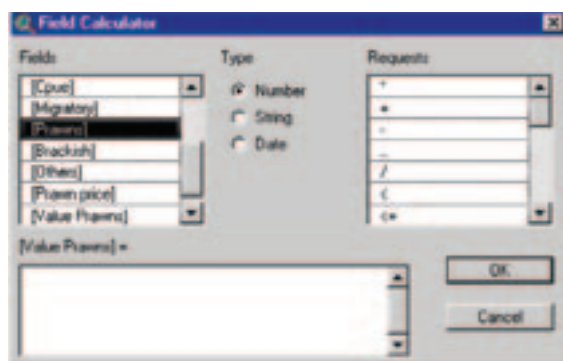 Field Calculator
Fields
Type
Requests
[Cpue]
[Migratory]
[Prawns]
[Brackish]
[Others]
[Prawn price]
[Value Prawns]
Number
String
Date
+
-
/
<
<=
[Value Prawns] =
OK
Cancel